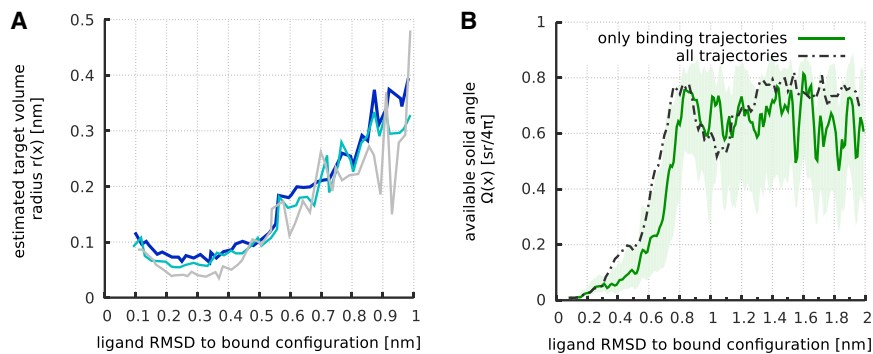 A
estimated target volume
radius r(x) [nm]
0.5
0.4
0.3
0.2
0.1
0
0 0.1 0.2 0.3 0.4 0.5 0.6 0.7 0.8 0.9 1
ligand RMSD to bound configuration [nm]
B
available solid angle
Ω(x) [sr/4π]
1
0.8
0.6
0.4
0.2
0
only binding trajectories
all trajectories
0 0.2 0.4 0.6 0.8 1 1.2 1.4 1.6 1.8 2
ligand RMSD to bound configuration [nm]